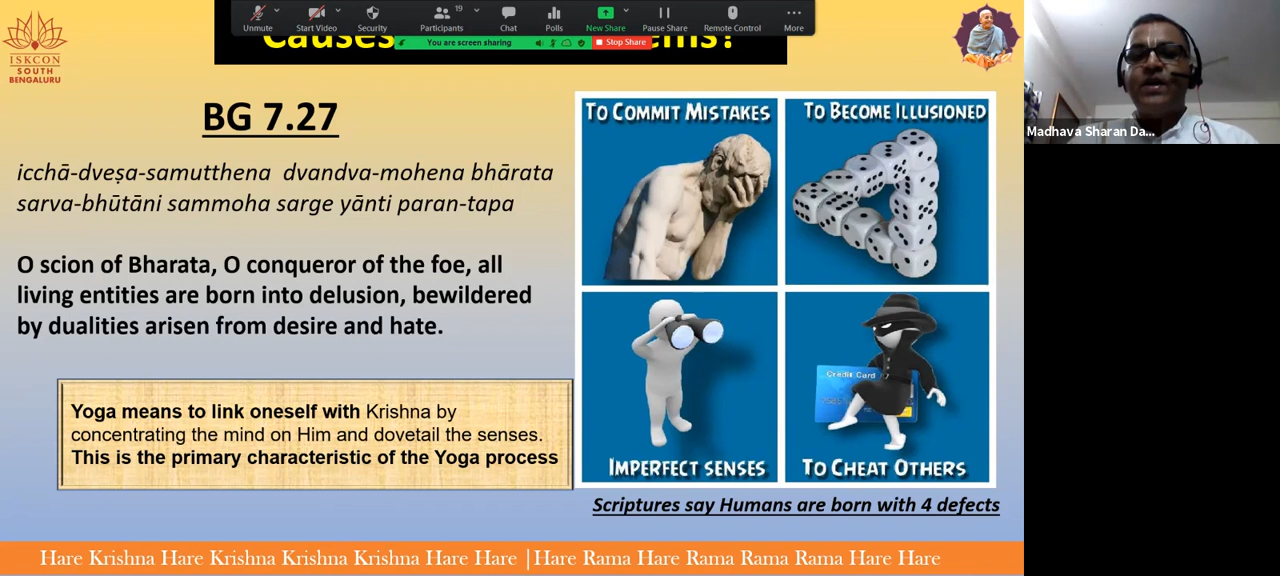 Unmute
Start Video
Security
Participants
19
Chat
Polls
New Share
Pause Share
Remote Control
More
You are screen sharing
Stop Share
Causes
ISKCON
SOUTH
BENGALURU
BG 7.27
icchā-dveṣa-samutthena dvandva-mohena bhārata
sarva-bhūtāni sammoha sarge yānti paran-tapa
O scion of Bharata, O conqueror of the foe, all
living entities are born into delusion, bewildered
by dualities arisen from desire and hate.
Yoga means to link oneself with Krishna by
concentrating the mind on Him and dovetail the senses.
This is the primary characteristic of the Yoga process
TO COMMIT MISTAKES
TO BECOME ILLUSIONED
IMPERFECT SENSES
Credit Card
TO CHEAT OTHERS
Scriptures say Humans are born with 4 defects
Hare Krishna Hare Krishna Krishna Krishna Hare Hare |Hare Rama Hare Rama Rama Rama Hare Hare
Madhava Sharan Da...